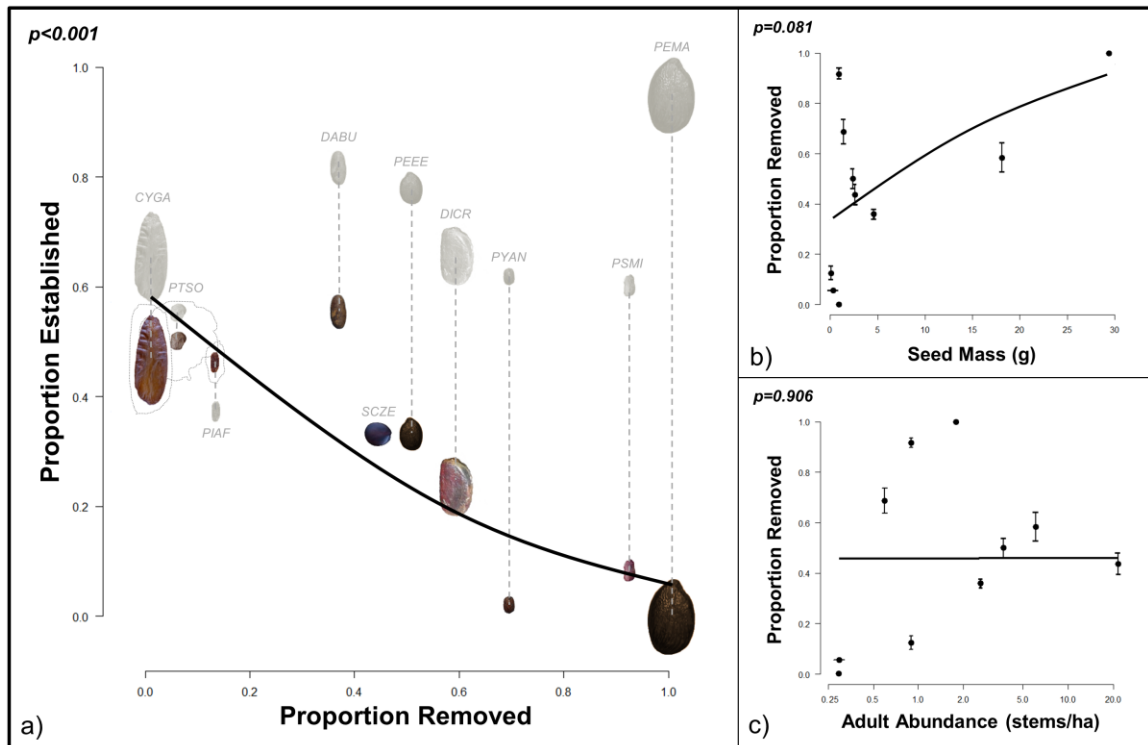 p<0.001
PEMA
1.0
DABU
PEEE
0.8
CYGA
DICR
PYAN
PSMI
PTSO
0.6
SCZE
PIAF
0.4
0.2
0.0
Proportion Established
0.0 0.2 0.4 0.6 0.8 1.0
Proportion Removed
a)
p=0.081
1.0
0.8
0.6
0.4
0.2
0.0
Proportion Removed
0 5 10 15 20 25 30
Seed Mass (g)
b)
p=0.906
1.0
0.8
0.6
0.4
0.2
0.0
Proportion Removed
0.25 0.5 1.0 2.0 5.0 10.0 20.0
Adult Abundance (stems/ha)
c)